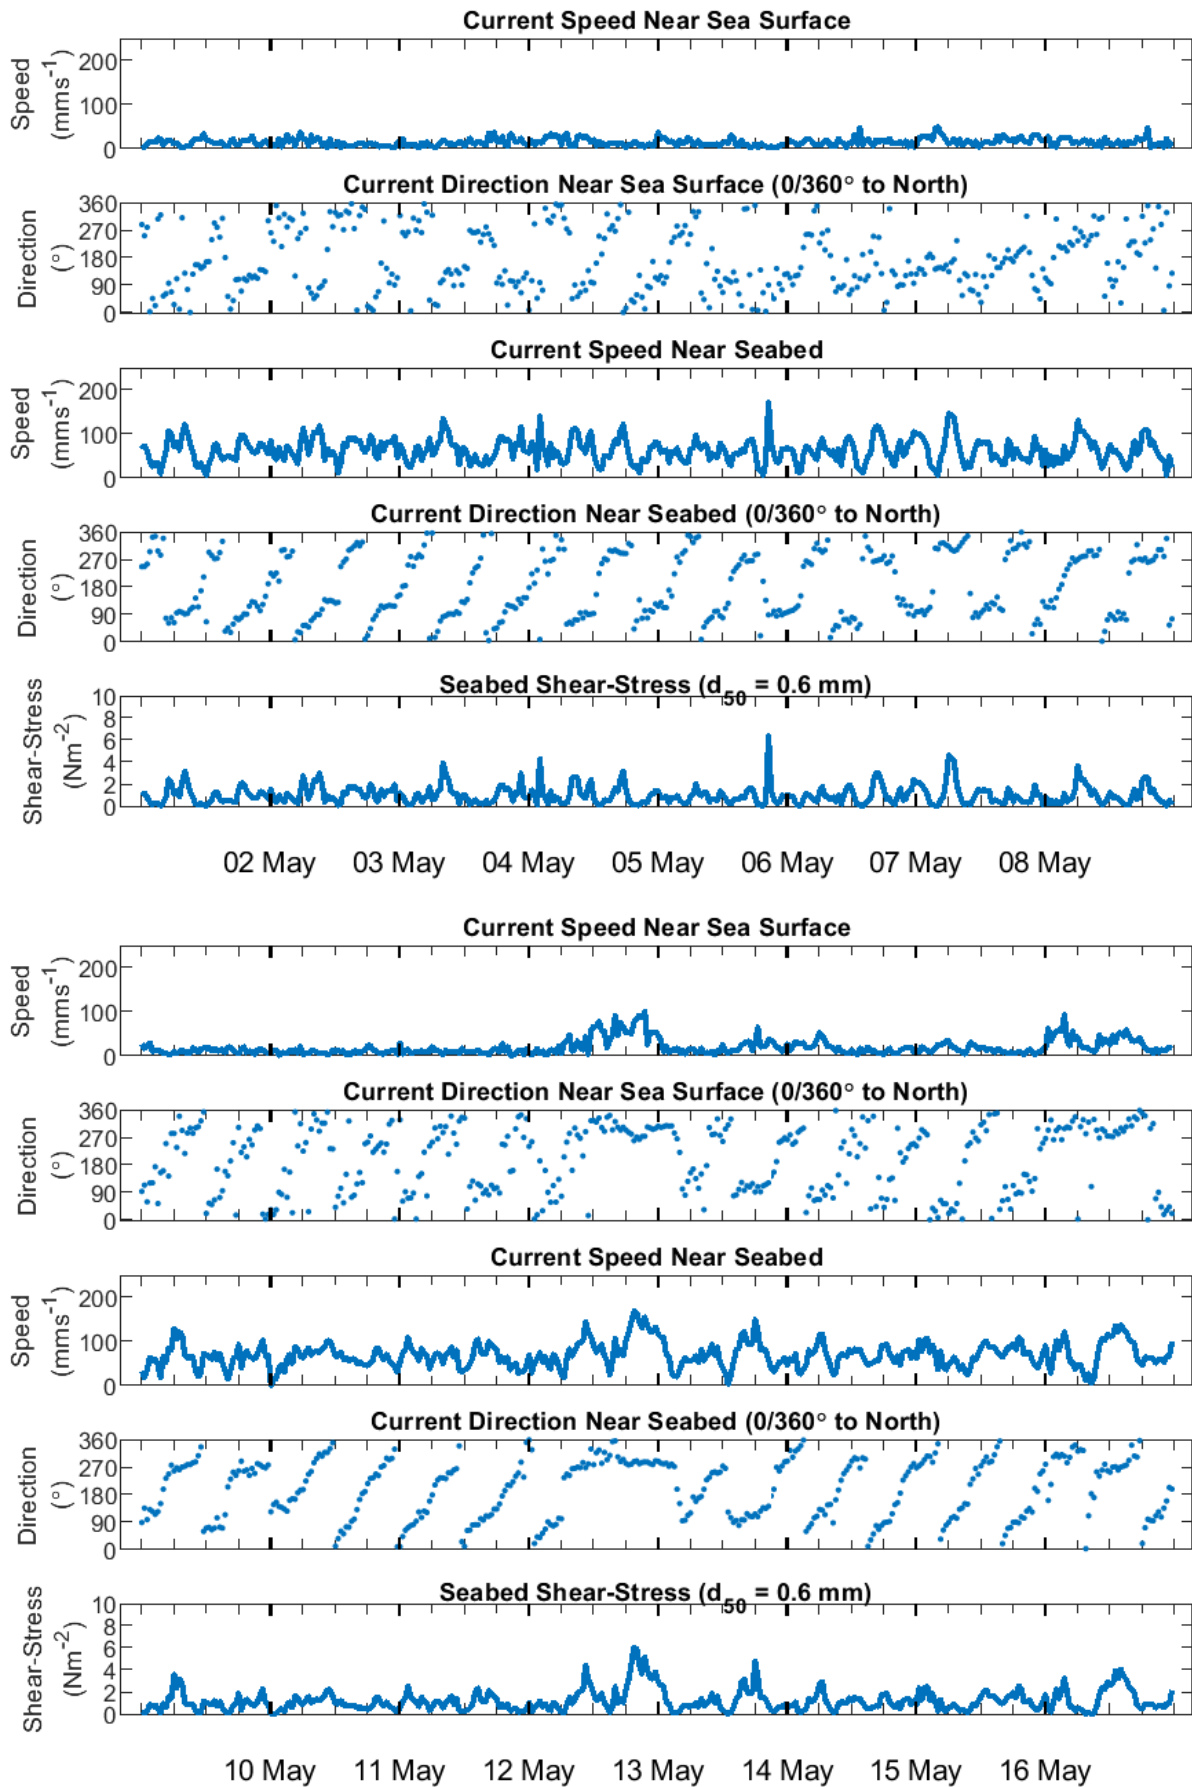 Current Speed Near Sea Surface
Speed
(mms⁻¹)
200
100
0
Current Direction Near Sea Surface (0/360° to North)
Direction
(°)
360
270
180
90
0
Current Speed Near Seabed
Speed
(mms⁻¹)
200
100
0
Current Direction Near Seabed (0/360° to North)
Direction
(°)
360
270
180
90
0
Seabed Shear-Stress (d₅₀ = 0.6 mm)
Shear-Stress
(Nm⁻²)
10
8
6
4
2
0
02 May 03 May 04 May 05 May 06 May 07 May 08 May
Current Speed Near Sea Surface
Speed
(mms⁻¹)
200
100
0
Current Direction Near Sea Surface (0/360° to North)
Direction
(°)
360
270
180
90
0
Current Speed Near Seabed
Speed
(mms⁻¹)
200
100
0
Current Direction Near Seabed (0/360° to North)
Direction
(°)
360
270
180
90
0
Seabed Shear-Stress (d₅₀ = 0.6 mm)
Shear-Stress
(Nm⁻²)
10
8
6
4
2
0
10 May 11 May 12 May 13 May 14 May 15 May 16 May